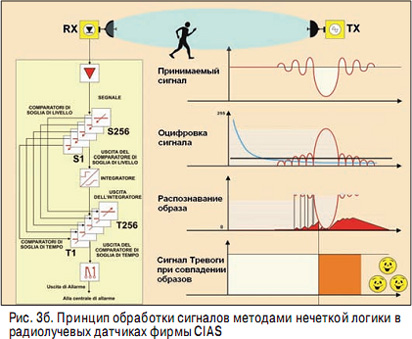 RX
TX
SEGNALE
COMPARATORI DI
SOGLIA DI LIVELLO
S256
S1
USCITA DEL
COMPARATORE DI
SOGLIA DI LIVELLO
INTEGRATORE
USCITA
DELL'INTEGRATORE
T256
T1
COMPARATORI DI
SOGLIA DI TEMPO
USCITA DEL
COMPARATORE DI
SOGLIA DI TEMPO
Uscita di Allarme
Alla centrale di allarme
Принимаемый
сигнал
Оцифровка
сигнала
255
Распознавание
образа
0
Сигнал Тревоги
при совпадении
образов
Рис. 3б. Принцип обработки сигналов методами нечеткой логики в
радиолучевых датчиках фирмы CIAS